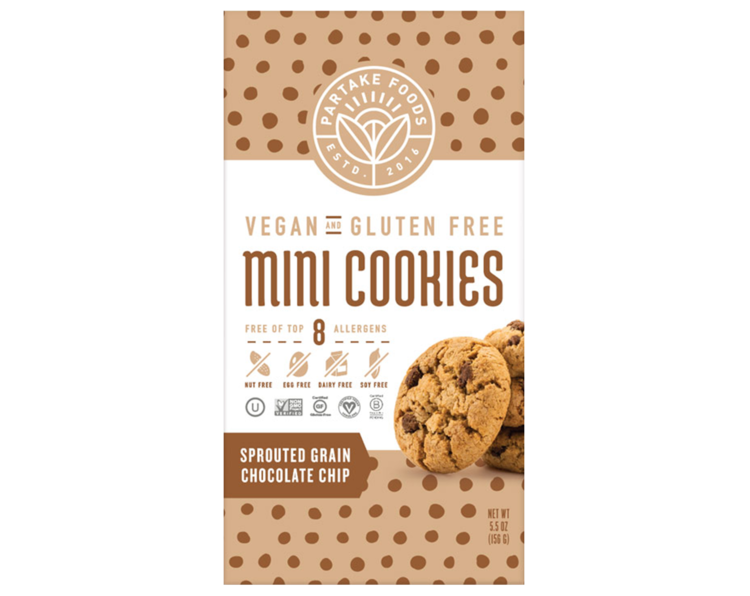 PARTAKE FOODS
ESTD. 2016
VEGAN AND GLUTEN FREE
MINI COOKIES
FREE OF TOP 8 ALLERGENS
NUT FREE EGG FREE DAIRY FREE SOY FREE
SPROUTED GRAIN
CHOCOLATE CHIP
NET WT
5.5 OZ
(156 G)